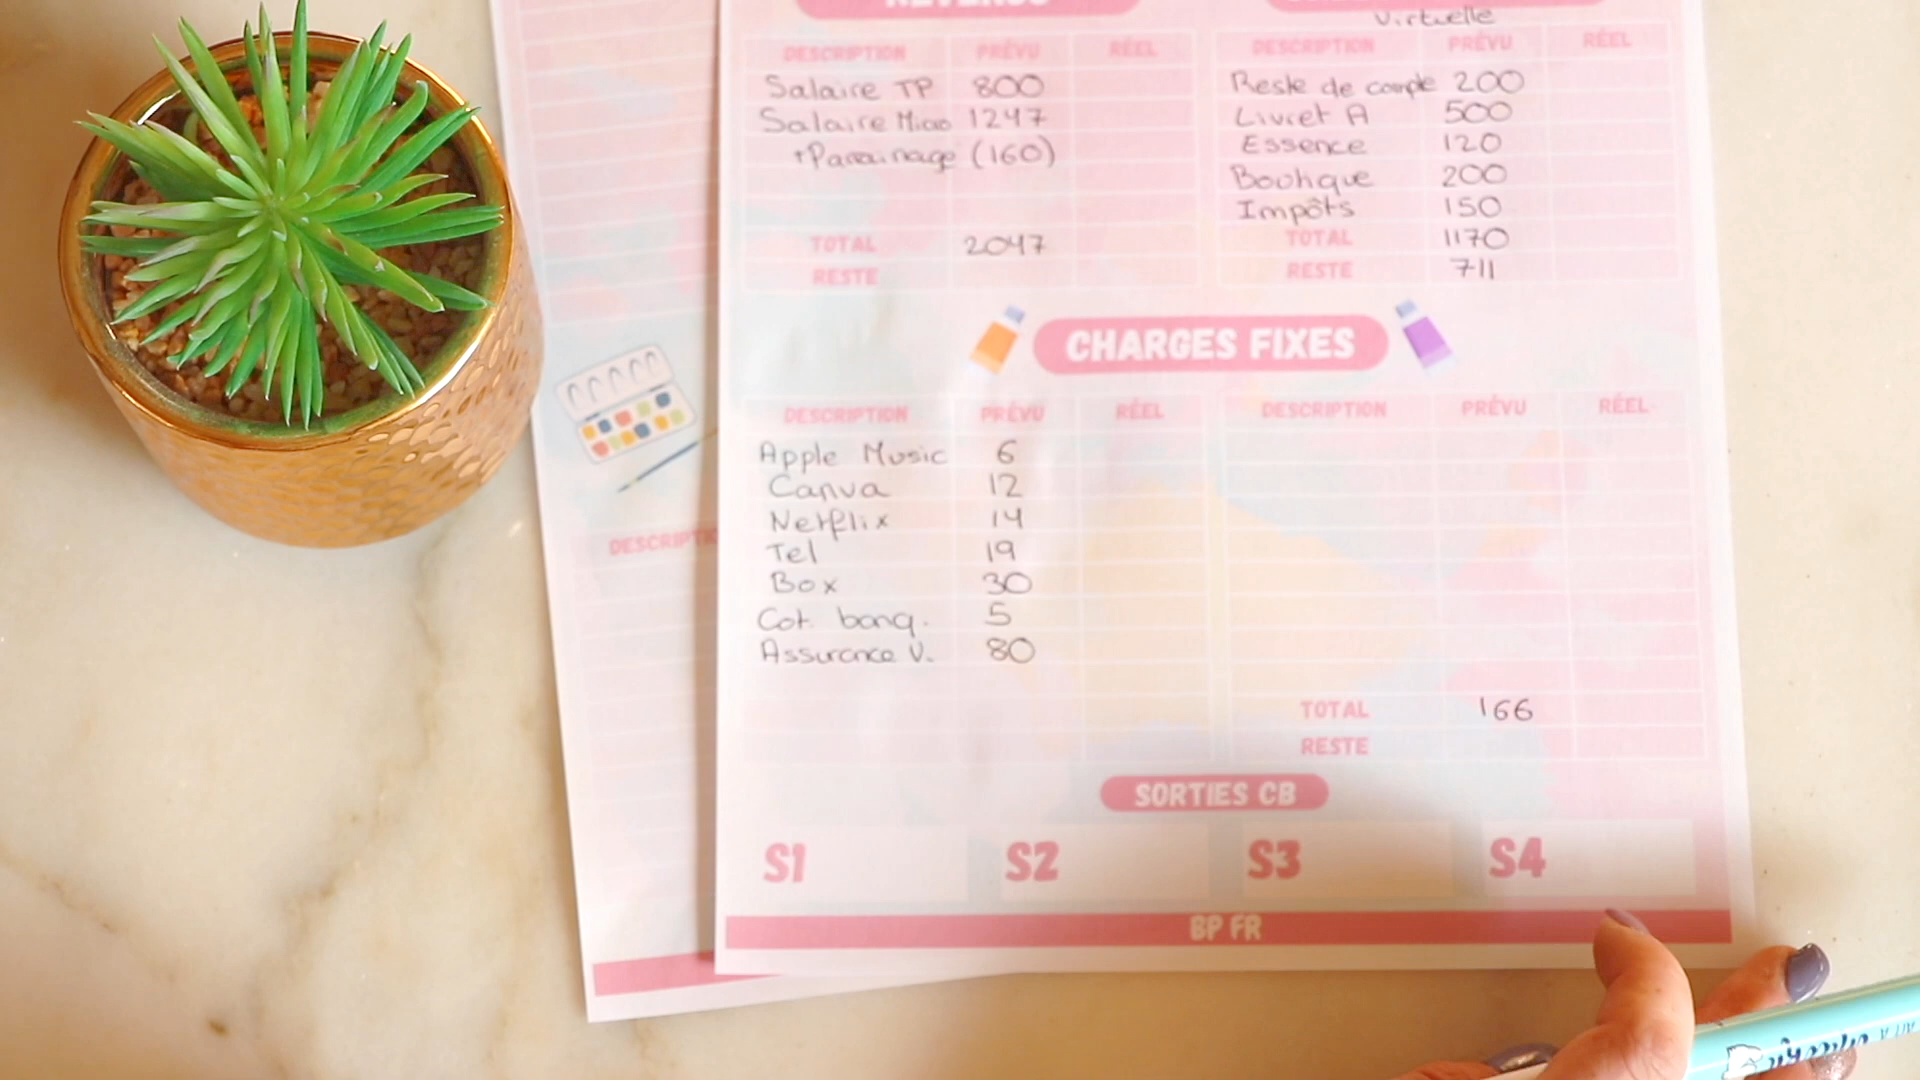 REVENUS
Virtuelle
DESCRIPTION PRÉVU RÉEL
Salaire TP 800
Salaire Miao 1247
+Parrainage (160)
TOTAL 2047
RESTE
DESCRIPTION PRÉVU RÉEL
Reste de compte 200
Livret A 500
Essence 120
Boutique 200
Impôts 150
TOTAL 1170
RESTE 711
CHARGES FIXES
DESCRIPTION PRÉVU RÉEL DESCRIPTION PRÉVU RÉEL
Apple Music 6
Canva 12
Netflix 14
Tel 19
Box 30
Cot. banq. 5
Assurance V. 80
TOTAL 166
RESTE
SORTIES CB
S1 S2 S3 S4
BP FR